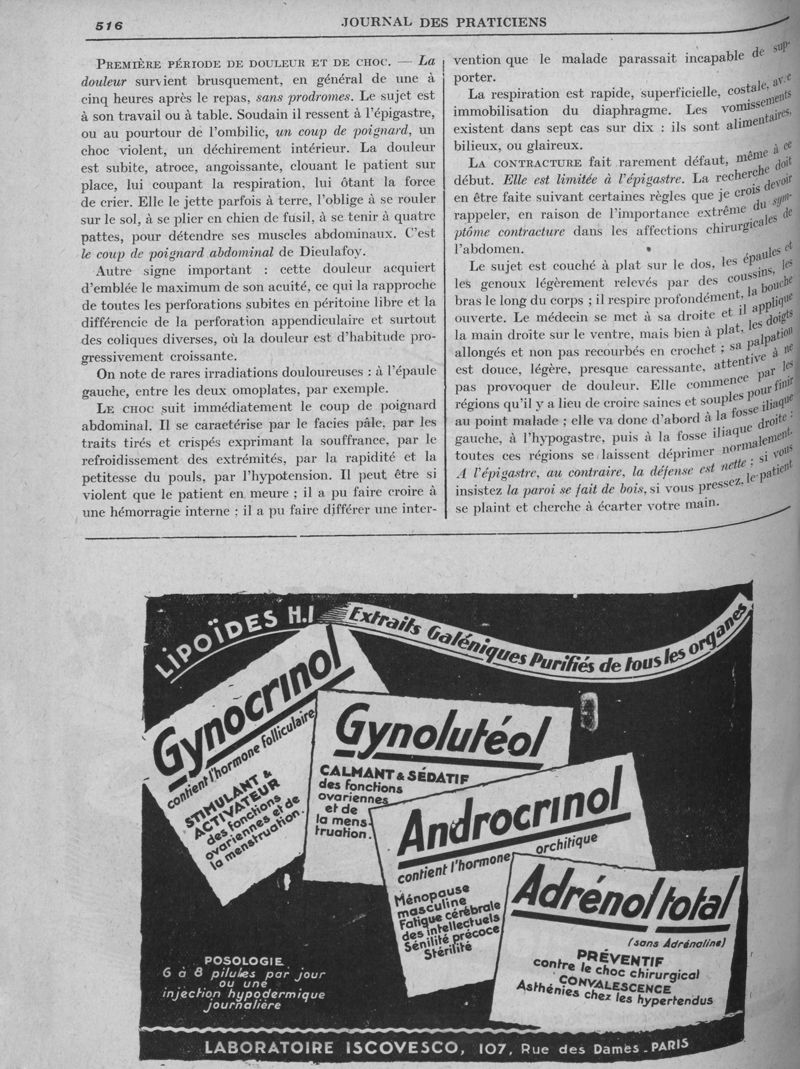 516
JOURNAL DES PRATICIENS
PREMIÈRE PÉRIODE DE DOULEUR ET DE CHOC. — La
douleur survient brusquement, en général de une à
cinq heures après le repas, sans prodromes. Le sujet est
à son travail ou à table. Soudain il ressent à l'épigastre,
ou au pourtour de l'ombilic, un coup de poignard, un
choc violent, un déchirement intérieur. La douleur
est subite, atroce, angoissante, clouant le patient sur
place, lui coupant la respiration, lui ôtant la force
de crier. Elle le jette parfois à terre, l'oblige à se rouler
sur le sol, à se plier en chien de fusil, à se tenir à quatre
pattes, pour détendre ses muscles abdominaux. C'est
le coup de poignard abdominal de Dieulafoy.
Autre signe important : cette douleur acquiert
d'emblée le maximum de son acuité, ce qui la rapproche
de toutes les perforations subites en péritoine libre et la
différencie de la perforation appendiculaire et surtout
des coliques diverses, où la douleur est d'habitude pro-
gressivement croissante.
On note de rares irradiations douloureuses : à l'épaule
gauche, entre les deux omoplates, par exemple.
LE CHOC suit immédiatement le coup de poignard
abdominal. Il se caractérise par le facies pâle, par les
traits tirés et crispés exprimant la souffrance, par le
refroidissement des extrémités, par la rapidité et la
petitesse du pouls, par l'hypotension. Il peut être si
violent que le patient en meure ; il a pu faire croire à
une hémorragie interne ; il a pu faire différer une inter-
vention que le malade parassait incapable de sup-
porter.
La respiration est rapide, superficielle, costale, avec
immobilisation du diaphragme. Les vomissements
existent dans sept cas sur dix : ils sont alimentaires,
bilieux, ou glaireux.
LA CONTRACTURE fait rarement défaut, même à ce
début. Elle est limitée à l'épigastre. La recherche doit
en être faite suivant certaines règles que je crois devoir
rappeler, en raison de l'importance extrême du sym-
ptôme contracture dans les affections chirurgicales de
l'abdomen.
Le sujet est couché à plat sur le dos, les épaules et
les genoux légèrement relevés par des coussins, les
bras le long du corps ; il respire profondément, la bouche
ouverte. Le médecin se met à sa droite et il applique
la main droite sur le ventre, mais bien à plat, les doigts
allongés et non pas recourbés en crochet ; sa palpation
est douce, légère, presque caressante, attentive à ne
pas provoquer de douleur. Elle commence par les
régions qu'il y a lieu de croire saines et souples pour finir
au point malade ; elle va donc d'abord à la fosse iliaque
gauche, à l'hypogastre, puis à la fosse iliaque droite :
toutes ces régions se laissent déprimer normalement.
A l'épigastre, au contraire, la défense est nette ; si vous
insistez la paroi se fait de bois, si vous pressez, le patient
se plaint et cherche à écarter votre main.
LIPOÏDES H.I
Extraits Galéniques Purifiés de tous les organes
Gynocrinol
contient l'hormone folliculaire
STIMULANT &
ACTIVATEUR
des fonctions
ovariennes et de
la menstruation.
Gynolutéol
CALMANT & SÉDATIF
des fonctions
ovariennes
et de
la mens-
truation.
Androcrinol
contient l'hormone orchitique
Ménopause
masculine
Fatigue cérébrale
des intellectuels
Sénilité précoce
Stérilité
Adrénol total
(sans Adrénaline)
PRÉVENTIF
contre le choc chirurgical
CONVALESCENCE
Asthénies chez les hypertendus
POSOLOGIE
6 à 8 pilules par jour
ou une
injection hypodermique
journalière
LABORATOIRE ISCOVESCO, 107, Rue des Dames _ PARIS